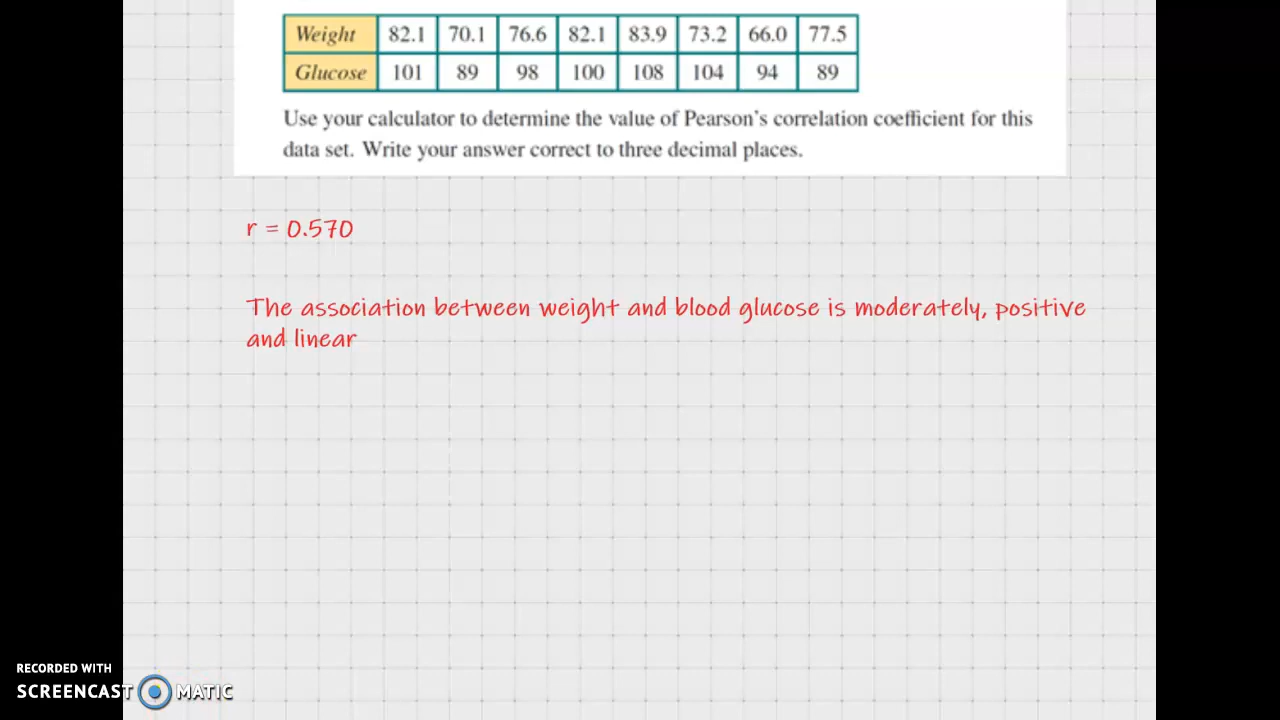 Weight 82.1 70.1 76.6 82.1 83.9 73.2 66.0 77.5
Glucose 101 89 98 100 108 104 94 89
Use your calculator to determine the value of Pearson's correlation coefficient for this
data set. Write your answer correct to three decimal places.
r = 0.570
The association between weight and blood glucose is moderately, positive
and linear
RECORDED WITH
SCREENCAST MATIC